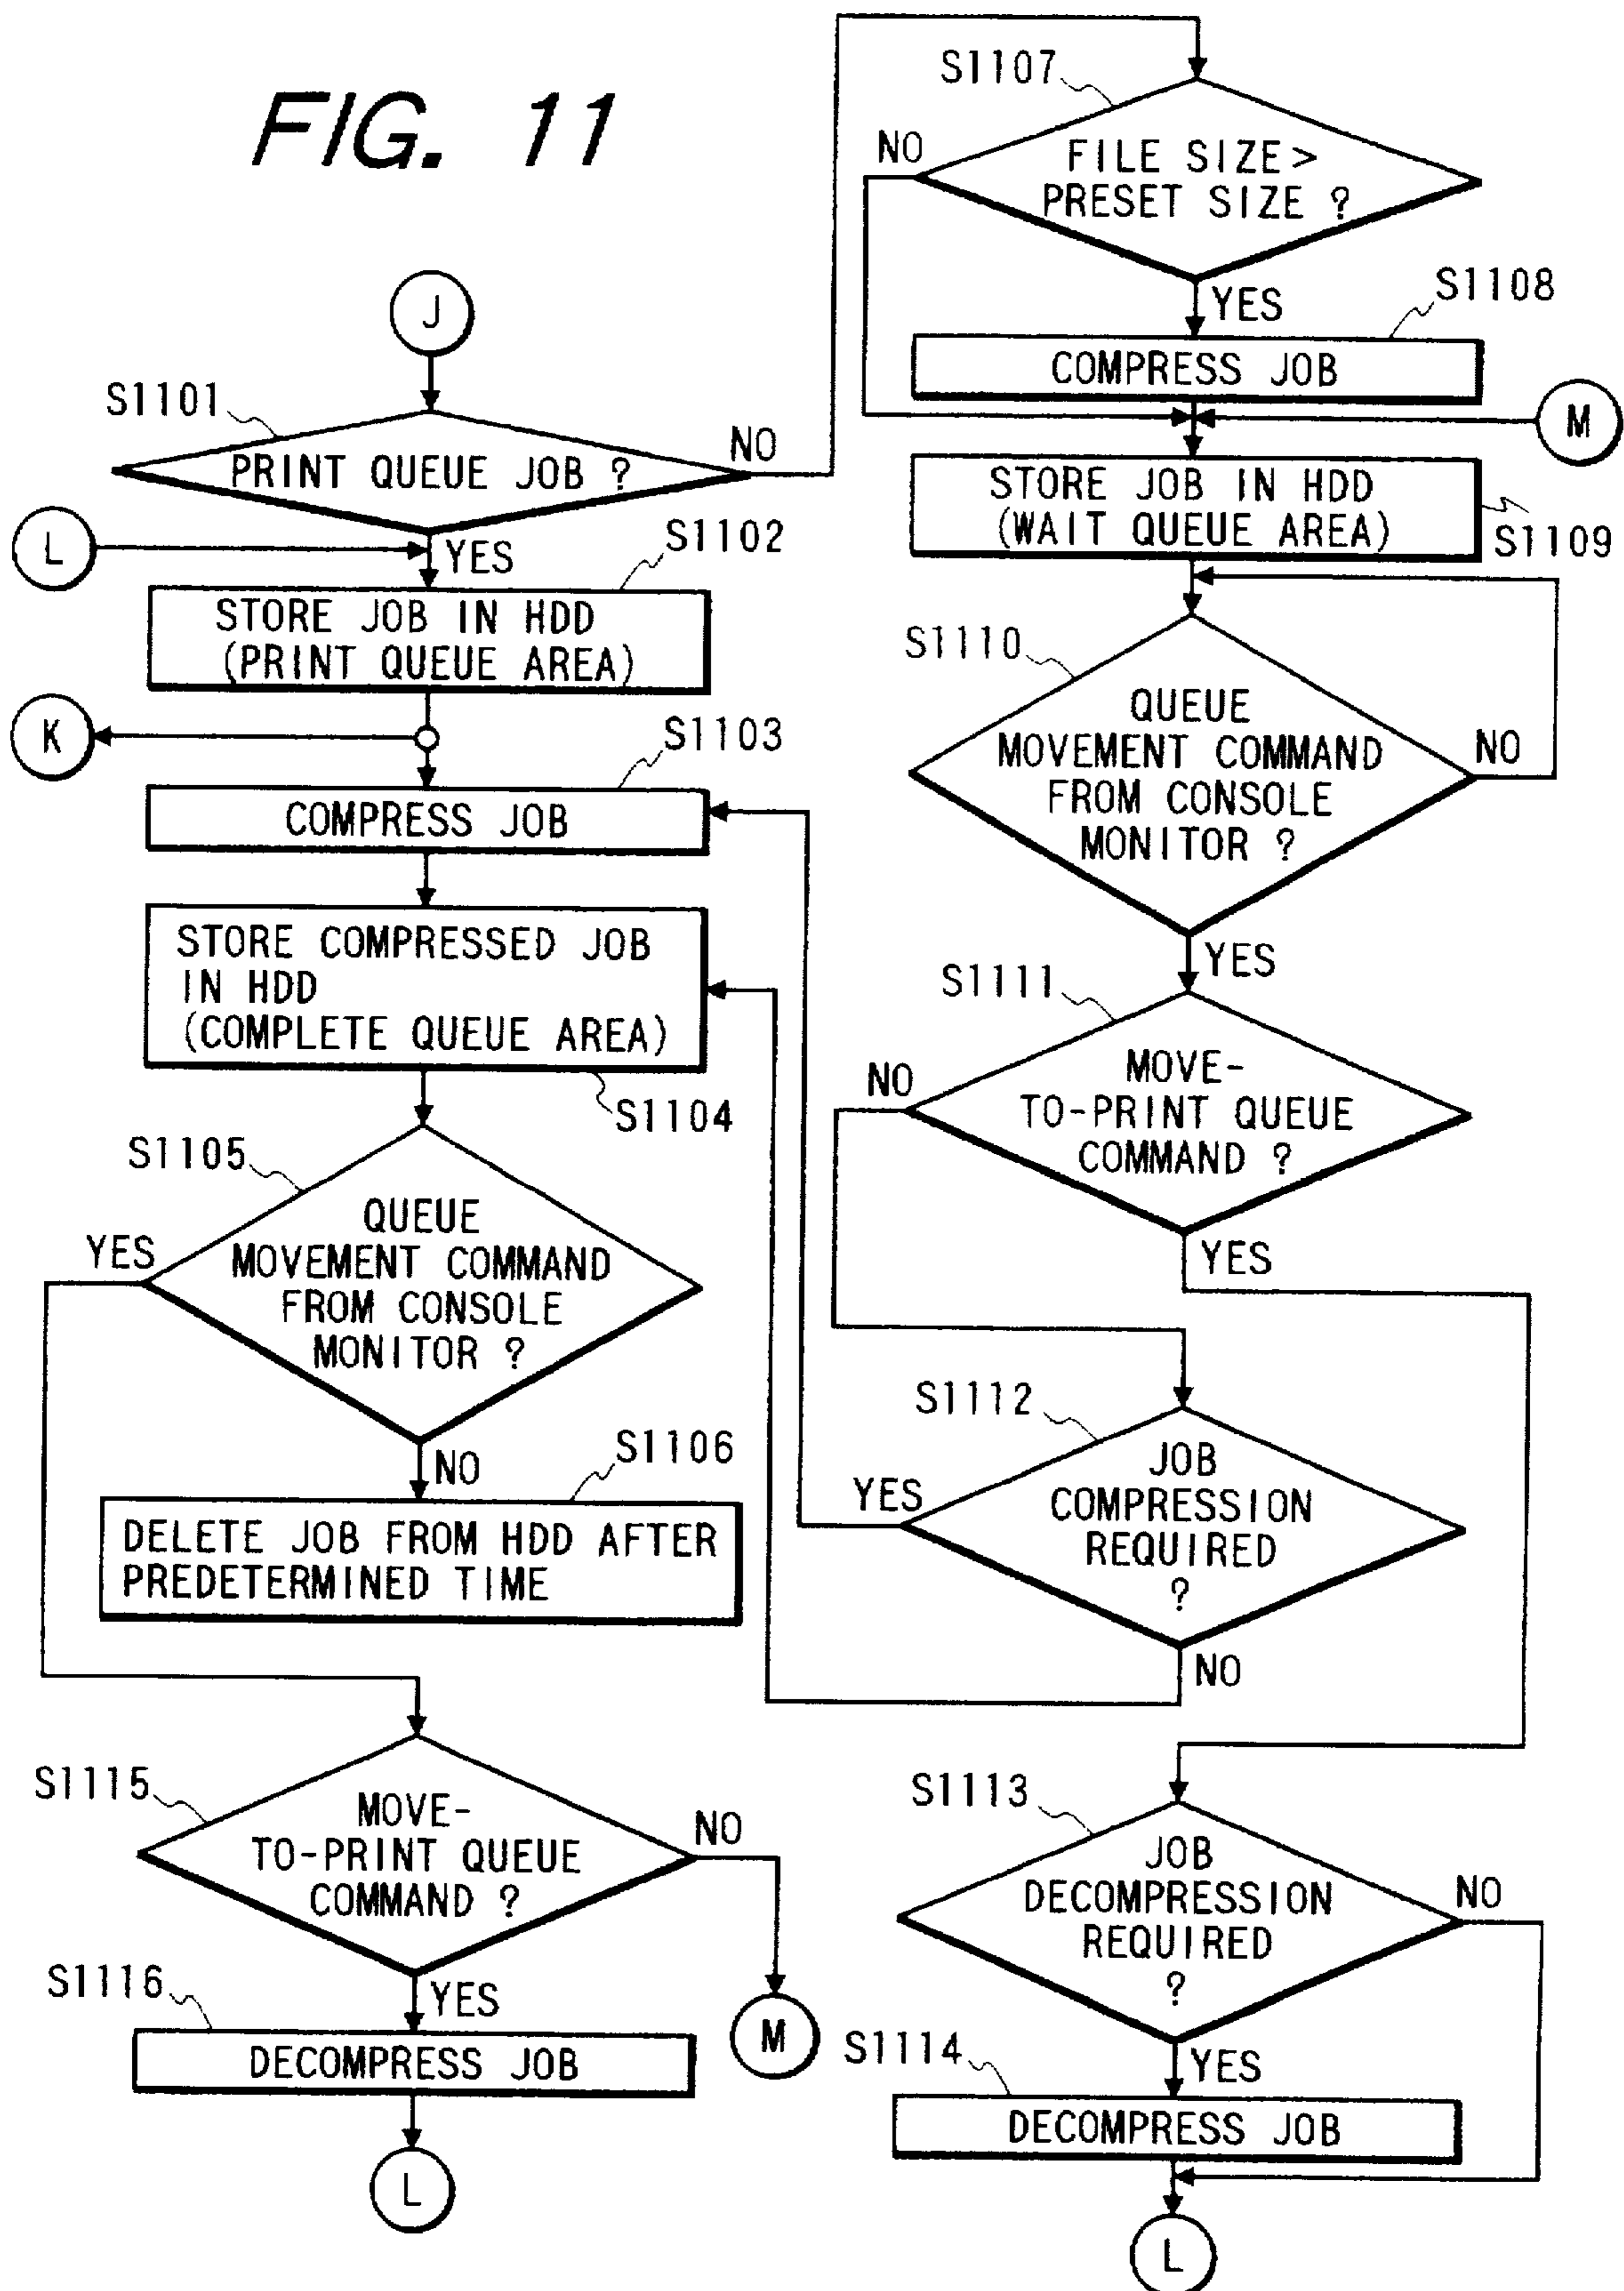 FIG. 11
J
S1101
PRINT QUEUE JOB ?
NO
L
YES
S1102
STORE JOB IN HDD
(PRINT QUEUE AREA)
K
S1103
COMPRESS JOB
STORE COMPRESSED JOB
IN HDD
(COMPLETE QUEUE AREA)
S1104
S1105
QUEUE
MOVEMENT COMMAND
FROM CONSOLE
MONITOR ?
YES
NO
S1106
DELETE JOB FROM HDD AFTER
PREDETERMINED TIME
S1115
MOVE-
TO-PRINT QUEUE
COMMAND ?
NO
M
YES
S1116
DECOMPRESS JOB
L
S1107
FILE SIZE>
PRESET SIZE ?
NO
YES
S1108
COMPRESS JOB
M
STORE JOB IN HDD
(WAIT QUEUE AREA)
S1109
S1110
QUEUE
MOVEMENT COMMAND
FROM CONSOLE
MONITOR ?
NO
YES
S1111
MOVE-
TO-PRINT QUEUE
COMMAND ?
NO
YES
S1112
JOB
COMPRESSION
REQUIRED
?
YES
NO
S1113
JOB
DECOMPRESSION
REQUIRED
?
NO
YES
S1114
DECOMPRESS JOB
L